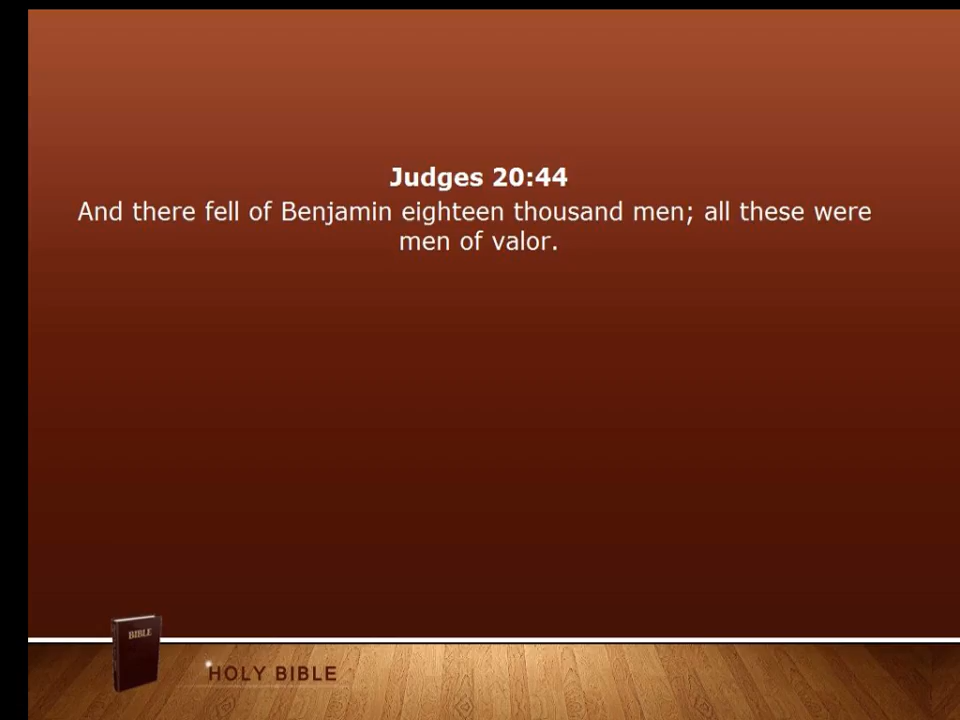 Judges 20:44
And there fell of Benjamin eighteen thousand men; all these were
men of valor.
BIBLE
HOLY BIBLE